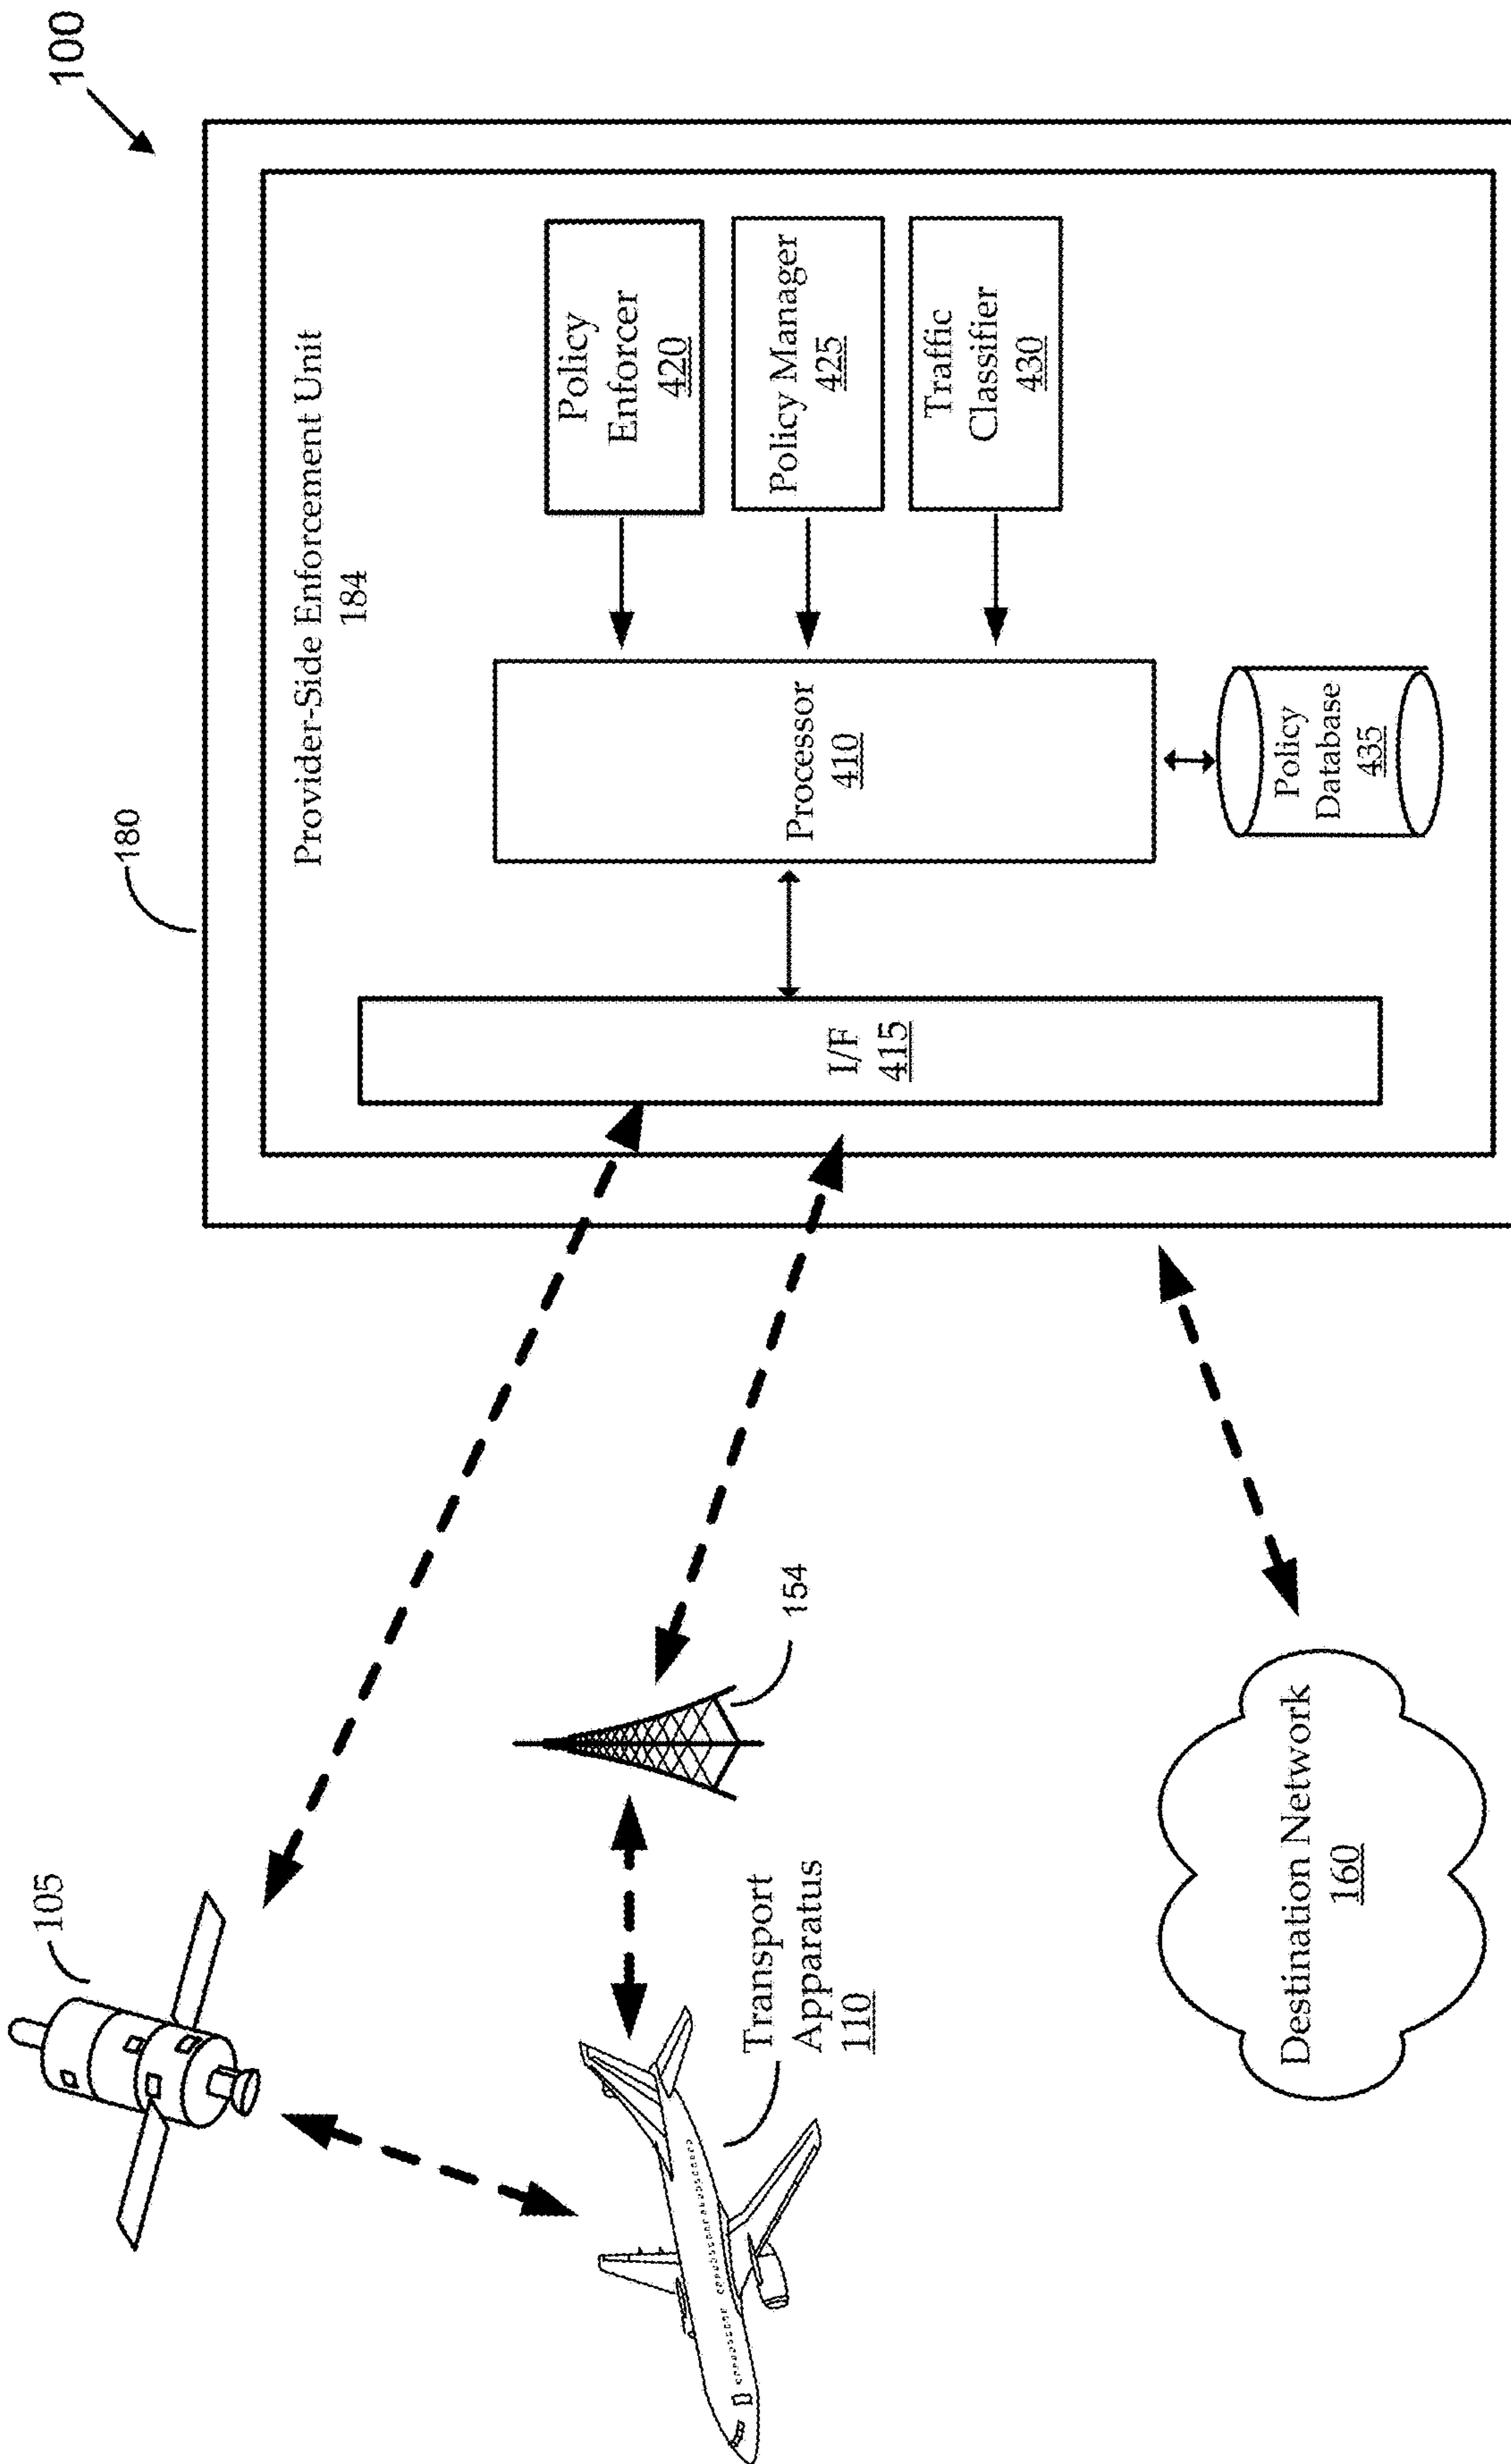 100
180
Provider-Side Enforcement Unit
184
Policy
Enforcer
420
Policy Manager
425
Traffic
Classifier
430
Processor
410
Policy
Database
435
I/F
415
105
154
Transport
Apparatus
110
Destination Network
160